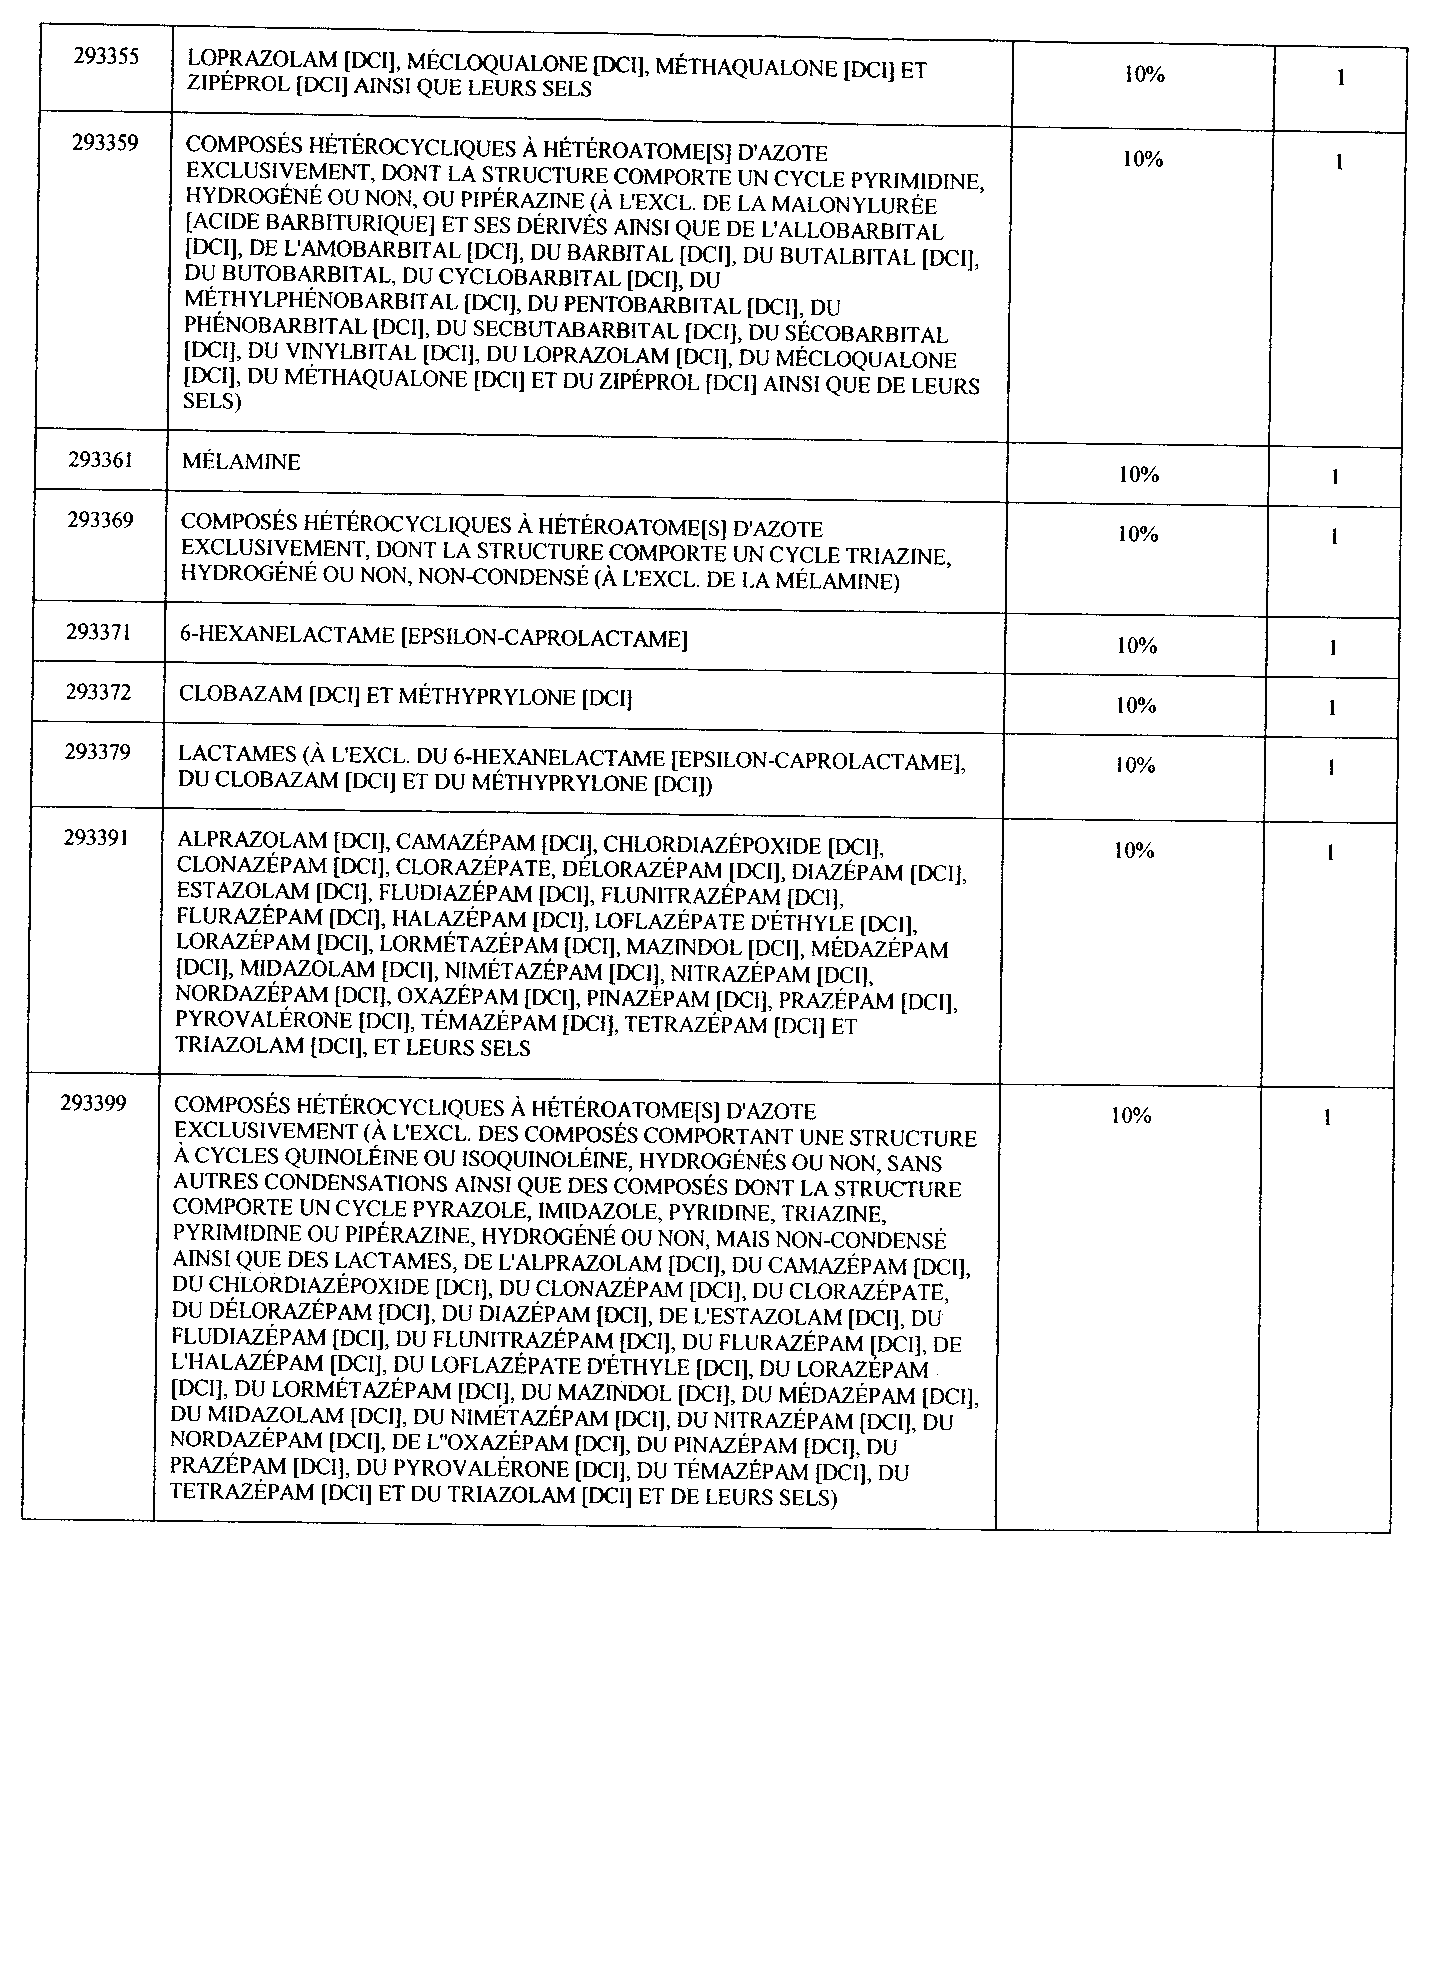 293355 LOPRAZOLAM [DCI], MÉCLOQUALONE [DCI], MÉTHAQUALONE [DCI] ET 10% 1
ZIPÉPROL [DCI] AINSI QUE LEURS SELS
293359 COMPOSÉS HÉTÉROCYCLIQUES À HÉTÉROATOME[S] D'AZOTE 10% 1
EXCLUSIVEMENT, DONT LA STRUCTURE COMPORTE UN CYCLE PYRIMIDINE,
HYDROGÉNÉ OU NON, OU PIPÉRAZINE (À L'EXCL. DE LA MALONYLURÉE
[ACIDE BARBITURIQUE] ET SES DÉRIVÉS AINSI QUE DE L'ALLOBARBITAL
[DCI], DE L'AMOBARBITAL [DCI], DU BARBITAL [DCI], DU BUTALBITAL [DCI],
DU BUTOBARBITAL, DU CYCLOBARBITAL [DCI], DU
MÉTHYLPHÉNOBARBITAL [DCI], DU PENTOBARBITAL [DCI], DU
PHÉNOBARBITAL [DCI], DU SECBUTABARBITAL [DCI], DU SÉCOBARBITAL
[DCI], DU VINYLBITAL [DCI], DU LOPRAZOLAM [DCI], DU MÉCLOQUALONE
[DCI], DU MÉTHAQUALONE [DCI] ET DU ZIPÉPROL [DCI] AINSI QUE DE LEURS
SELS)
293361 MÉLAMINE 10% 1
293369 COMPOSÉS HÉTÉROCYCLIQUES À HÉTÉROATOME[S] D'AZOTE 10% 1
EXCLUSIVEMENT, DONT LA STRUCTURE COMPORTE UN CYCLE TRIAZINE,
HYDROGÉNÉ OU NON, NON-CONDENSÉ (À L'EXCL. DE LA MÉLAMINE)
293371 6-HEXANELACTAME [EPSILON-CAPROLACTAME] 10% 1
293372 CLOBAZAM [DCI] ET MÉTHYPRYLONE [DCI] 10% 1
293379 LACTAMES (À L'EXCL. DU 6-HEXANELACTAME [EPSILON-CAPROLACTAME], 10% 1
DU CLOBAZAM [DCI] ET DU MÉTHYPRYLONE [DCI])
293391 ALPRAZOLAM [DCI], CAMAZÉPAM [DCI], CHLORDIAZÉPOXIDE [DCI], 10% 1
CLONAZÉPAM [DCI], CLORAZÉPATE, DÉLORAZÉPAM [DCI], DIAZÉPAM [DCI],
ESTAZOLAM [DCI], FLUDIAZÉPAM [DCI], FLUNITRAZÉPAM [DCI],
FLURAZÉPAM [DCI], HALAZÉPAM [DCI], LOFLAZÉPATE D'ÉTHYLE [DCI],
LORAZÉPAM [DCI], LORMÉTAZÉPAM [DCI], MAZINDOL [DCI], MÉDAZÉPAM
[DCI], MIDAZOLAM [DCI], NIMÉTAZÉPAM [DCI], NITRAZÉPAM [DCI],
NORDAZÉPAM [DCI], OXAZÉPAM [DCI], PINAZÉPAM [DCI], PRAZÉPAM [DCI],
PYROVALÉRONE [DCI], TÉMAZÉPAM [DCI], TETRAZÉPAM [DCI] ET
TRIAZOLAM [DCI], ET LEURS SELS
293399 COMPOSÉS HÉTÉROCYCLIQUES À HÉTÉROATOME[S] D'AZOTE 10% 1
EXCLUSIVEMENT (À L'EXCL. DES COMPOSÉS COMPORTANT UNE STRUCTURE
À CYCLES QUINOLÉINE OU ISOQUINOLÉINE, HYDROGÉNÉS OU NON, SANS
AUTRES CONDENSATIONS AINSI QUE DES COMPOSÉS DONT LA STRUCTURE
COMPORTE UN CYCLE PYRAZOLE, IMIDAZOLE, PYRIDINE, TRIAZINE,
PYRIMIDINE OU PIPÉRAZINE, HYDROGÉNÉ OU NON, MAIS NON-CONDENSÉ
AINSI QUE DES LACTAMES, DE L'ALPRAZOLAM [DCI], DU CAMAZÉPAM [DCI],
DU CHLORDIAZÉPOXIDE [DCI], DU CLONAZÉPAM [DCI], DU CLORAZÉPATE,
DU DÉLORAZÉPAM [DCI], DU DIAZÉPAM [DCI], DE L'ESTAZOLAM [DCI], DU
FLUDIAZÉPAM [DCI], DU FLUNITRAZÉPAM [DCI], DU FLURAZÉPAM [DCI], DE
L'HALAZÉPAM [DCI], DU LOFLAZÉPATE D'ÉTHYLE [DCI], DU LORAZÉPAM
[DCI], DU LORMÉTAZÉPAM [DCI], DU MAZINDOL [DCI], DU MÉDAZÉPAM [DCI],
DU MIDAZOLAM [DCI], DU NIMÉTAZÉPAM [DCI], DU NITRAZÉPAM [DCI], DU
NORDAZÉPAM [DCI], DE L''OXAZÉPAM [DCI], DU PINAZÉPAM [DCI], DU
PRAZÉPAM [DCI], DU PYROVALÉRONE [DCI], DU TÉMAZÉPAM [DCI], DU
TETRAZÉPAM [DCI] ET DU TRIAZOLAM [DCI] ET DE LEURS SELS)